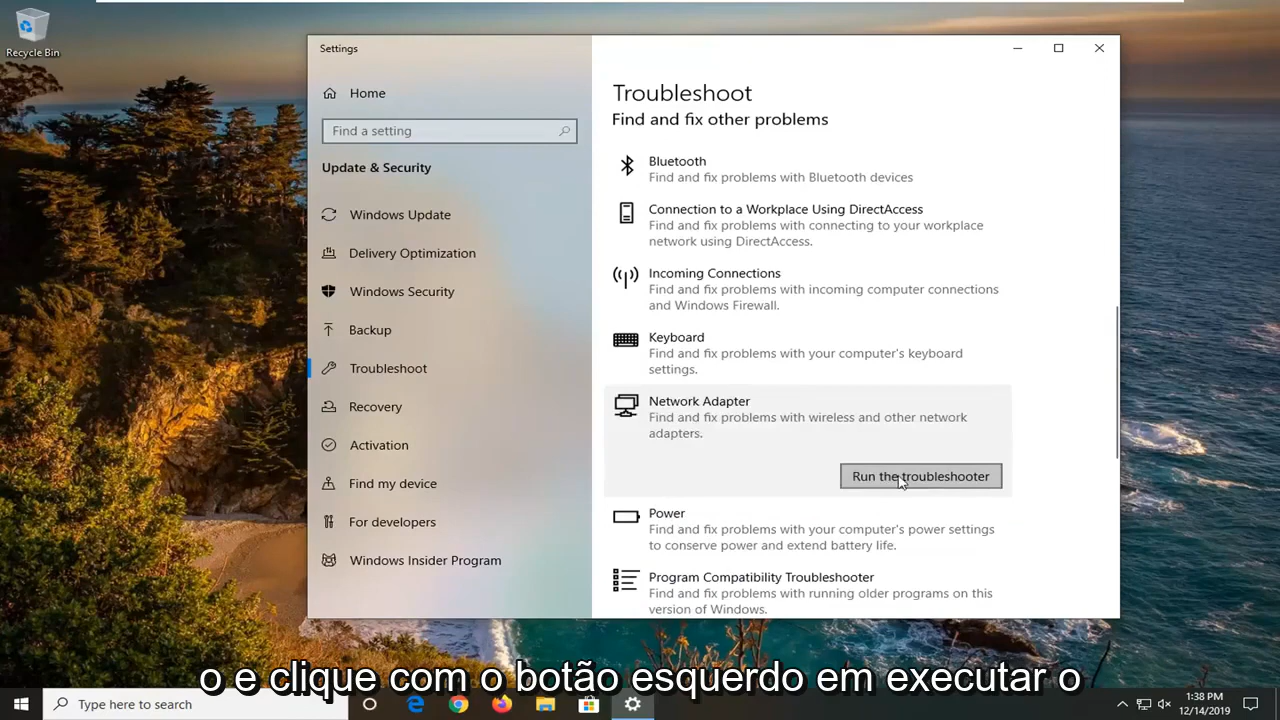 Recycle Bin
Settings
Home
Find a setting
Update & Security
Windows Update
Delivery Optimization
Windows Security
Backup
Troubleshoot
Recovery
Activation
Find my device
For developers
Windows Insider Program
Troubleshoot
Find and fix other problems
Bluetooth
Find and fix problems with Bluetooth devices
Connection to a Workplace Using DirectAccess
Find and fix problems with connecting to your workplace
network using DirectAccess.
Incoming Connections
Find and fix problems with incoming computer connections
and Windows Firewall.
Keyboard
Find and fix problems with your computer's keyboard
settings.
Network Adapter
Find and fix problems with wireless and other network
adapters.
Run the troubleshooter
Power
Find and fix problems with your computer's power settings
to conserve power and extend battery life.
Program Compatibility Troubleshooter
Find and fix problems with running older programs on this
version of Windows.
o e clique com o botão esquerdo em executar o
Type here to search
1:38 PM
12/14/2019